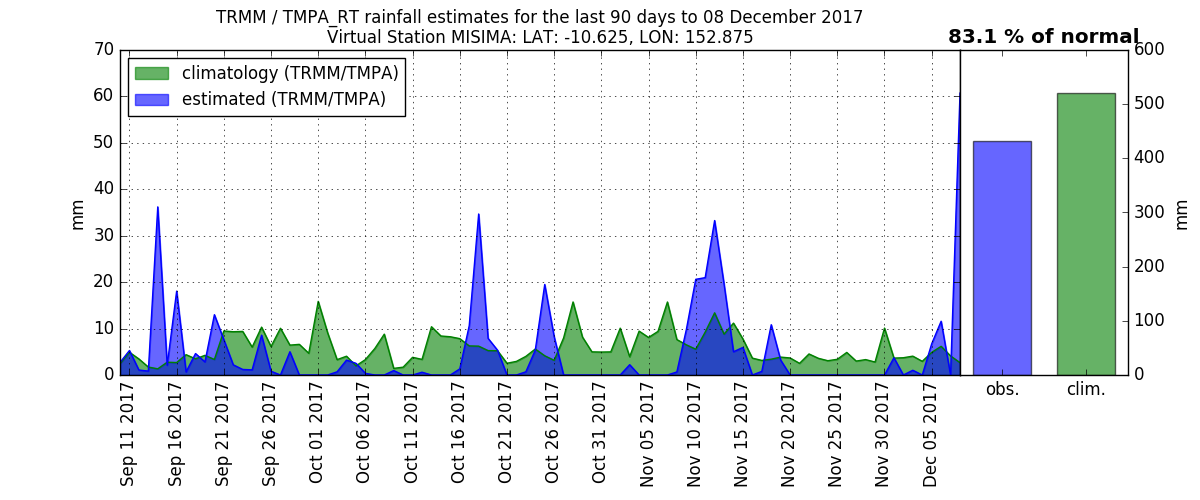 TRMM / TMPA_RT rainfall estimates for the last 90 days to 08 December 2017
Virtual Station MISIMA: LAT: -10.625, LON: 152.875
83.1 % of normal
climatology (TRMM/TMPA)
estimated (TRMM/TMPA)
70
60
50
40
30
20
10
0
mm
600
500
400
300
200
100
0
mm
Sep 11 2017
Sep 16 2017
Sep 21 2017
Sep 26 2017
Oct 01 2017
Oct 06 2017
Oct 11 2017
Oct 16 2017
Oct 21 2017
Oct 26 2017
Oct 31 2017
Nov 05 2017
Nov 10 2017
Nov 15 2017
Nov 20 2017
Nov 25 2017
Nov 30 2017
Dec 05 2017
obs.
clim.